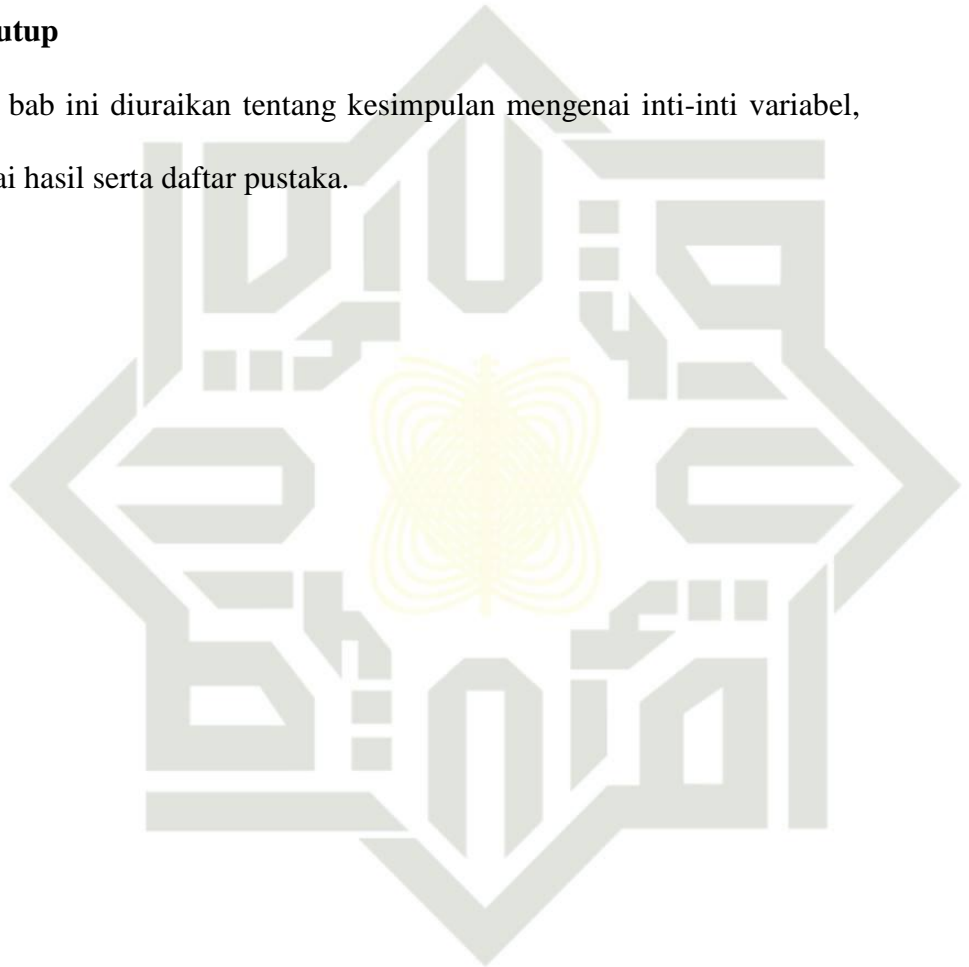 utup
bab ini diuraikan tentang kesimpulan mengenai inti-inti variabel,
ai hasil serta daftar pustaka.